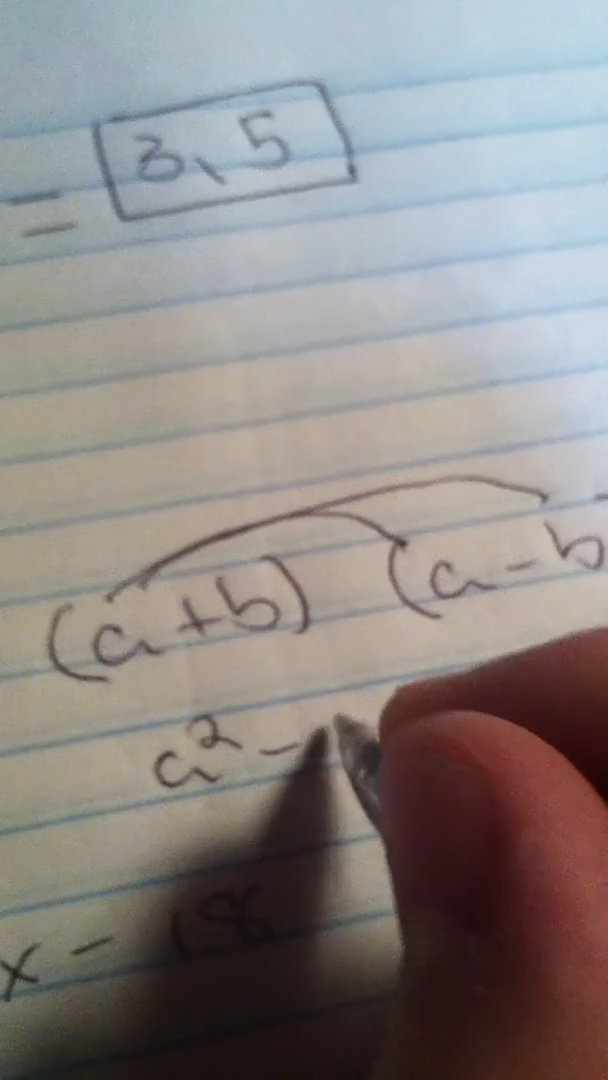 = 3, 5
(a+b) (a-b
a² -
x - 18